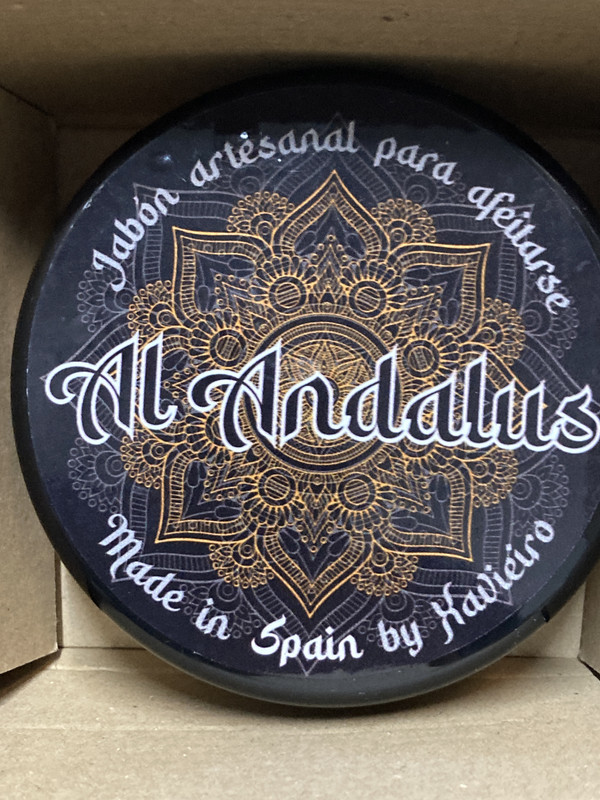 Jabón artesanal para afeitarse
Al Andalus
Made in Spain by Xavieiro